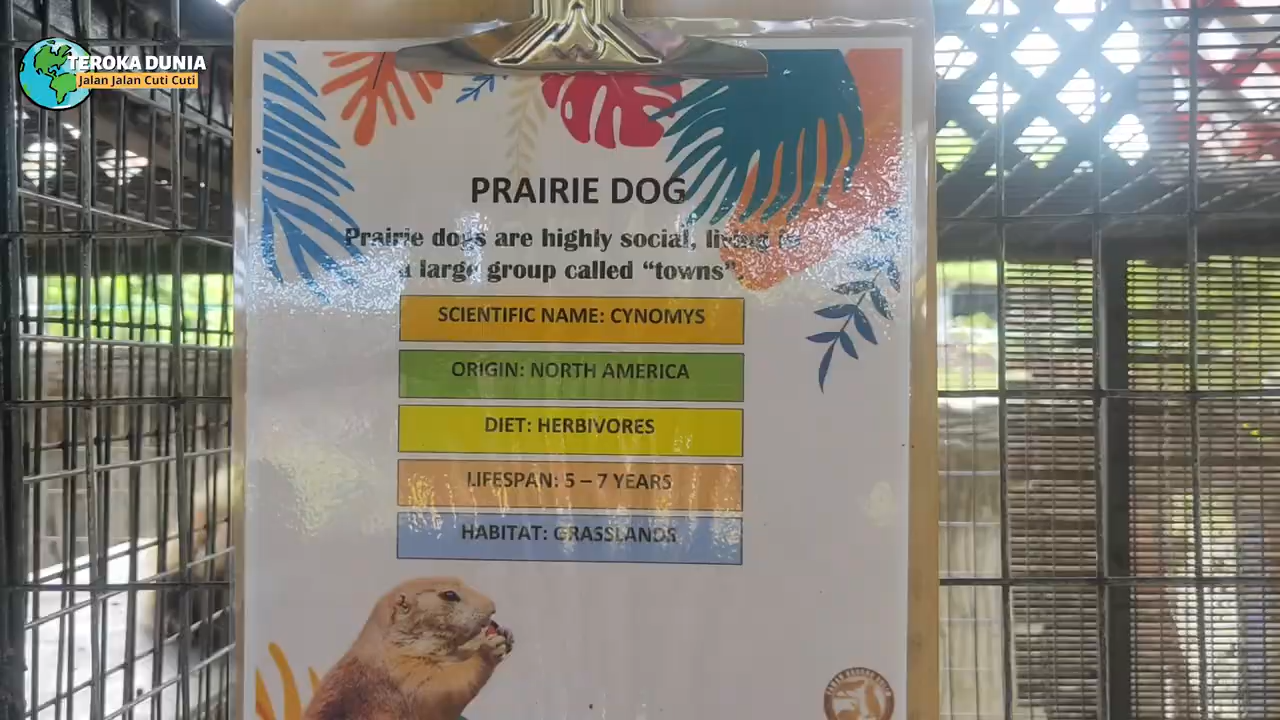 TEROKA DUNIA
Jalan Jalan Cuti Cuti
PRAIRIE DOG
Prairie dogs are highly social, living in
a large group called “towns”.
SCIENTIFIC NAME: CYNOMYS
ORIGIN: NORTH AMERICA
DIET: HERBIVORES
LIFESPAN: 5 – 7 YEARS
HABITAT: GRASSLANDS